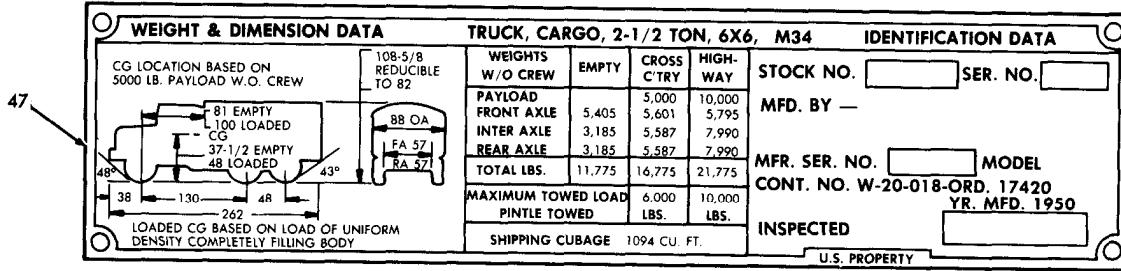 WEIGHT & DIMENSION DATA
TRUCK, CARGO, 2-1/2 TON, 6X6, M34
IDENTIFICATION DATA
47
CG LOCATION BASED ON
5000 LB. PAYLOAD W.O. CREW
108-5/8
REDUCIBLE
TO 82
81 EMPTY
100 LOADED
CG
37-1/2 EMPTY
48 LOADED
48°
43°
38
130
48
262
88 OA
FA 57
RA 57
LOADED CG BASED ON LOAD OF UNIFORM
DENSITY COMPLETELY FILLING BODY
WEIGHTS W/O CREW EMPTY CROSS C'TRY HIGH-WAY
PAYLOAD 5,000 10,000
FRONT AXLE 5,405 5,601 5,795
INTER AXLE 3,185 5,587 7,990
REAR AXLE 3,185 5,587 7,990
TOTAL LBS. 11,775 16,775 21,775
MAXIMUM TOWED LOAD 6,000 10,000
PINTLE TOWED LBS. LBS.
SHIPPING CUBAGE 1094 CU. FT.
STOCK NO. SER. NO.
MFD. BY —
MFR. SER. NO. MODEL
CONT. NO. W-20-018-ORD. 17420
YR. MFD. 1950
INSPECTED
U.S. PROPERTY